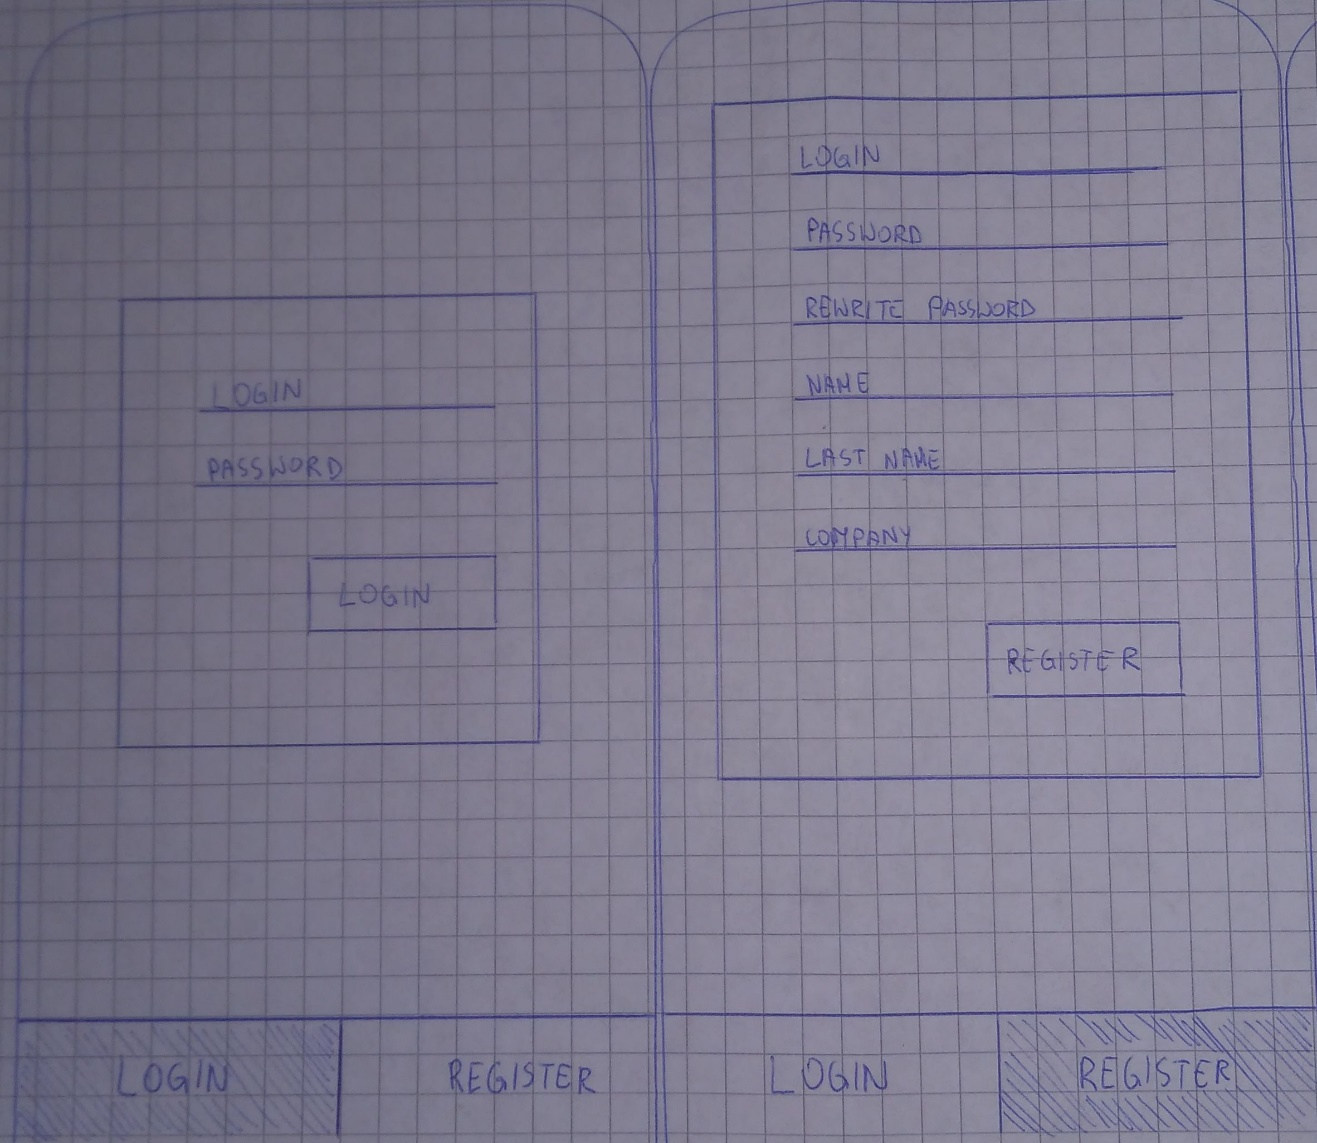 LOGIN
PASSWORD
LOGIN
LOGIN
REGISTER
LOGIN
PASSWORD
REWRITE PASSWORD
NAME
LAST NAME
COMPANY
REGISTER
LOGIN
REGISTER